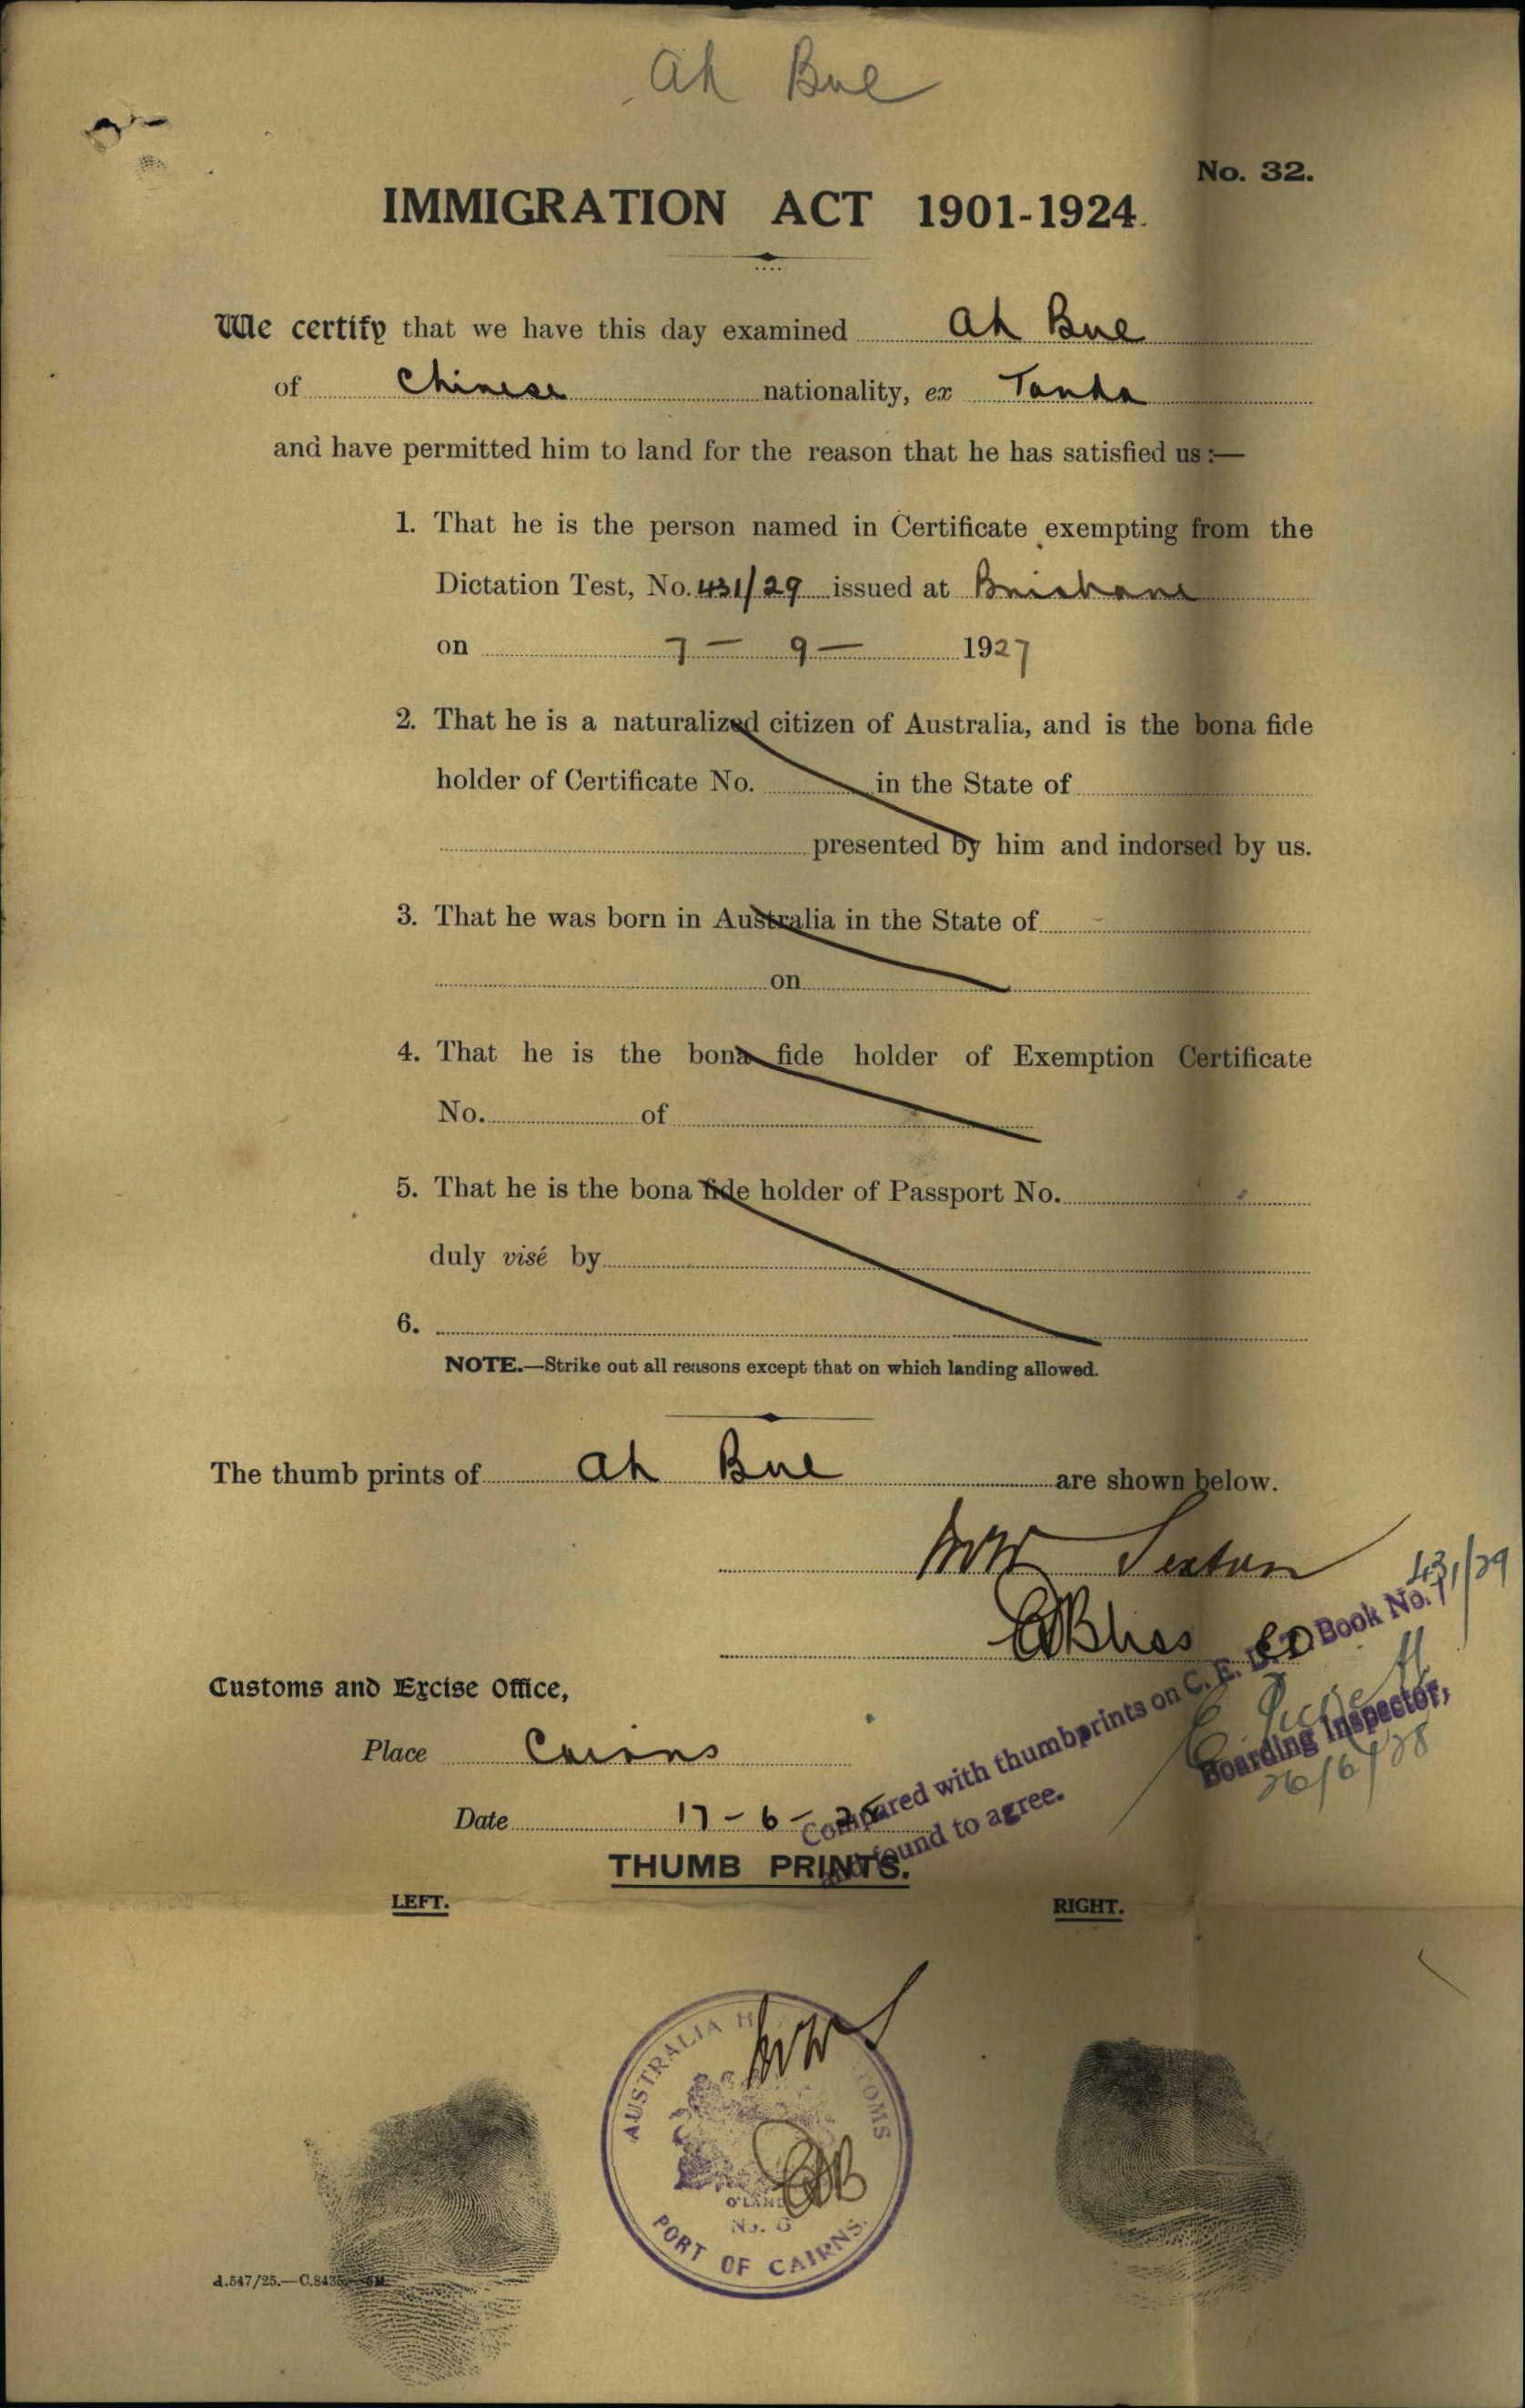 Ah Bue
No. 32.
IMMIGRATION ACT 1901-1924.
We certify that we have this day examined Ah Bue
of Chinese nationality, ex Tanda
and have permitted him to land for the reason that he has satisfied us:—
1. That he is the person named in Certificate exempting from the
Dictation Test, No. 431/29 issued at Brisbane
on 7 – 9 – 1927
2. That he is a naturalized citizen of Australia, and is the bona fide
holder of Certificate No. in the State of
presented by him and indorsed by us.
3. That he was born in Australia in the State of
on
4. That he is the bona fide holder of Exemption Certificate
No. of
5. That he is the bona fide holder of Passport No.
duly visé by
6.
NOTE.—Strike out all reasons except that on which landing allowed.
The thumb prints of Ah Bue are shown below.
Sexton
431/29
Bliss
Customs and Excise Office,
Place Cairns
Date 17 – 6 – 28
Compared with thumbprints on C. E. D. T. Book No.
and found to agree.
Boarding Inspector,
26/6/28
THUMB PRINTS.
LEFT.
RIGHT.
AUSTRALIA H
TOMS
Q'LAND
No. 6
PORT OF CAIRNS.
A.547/25.—C.843